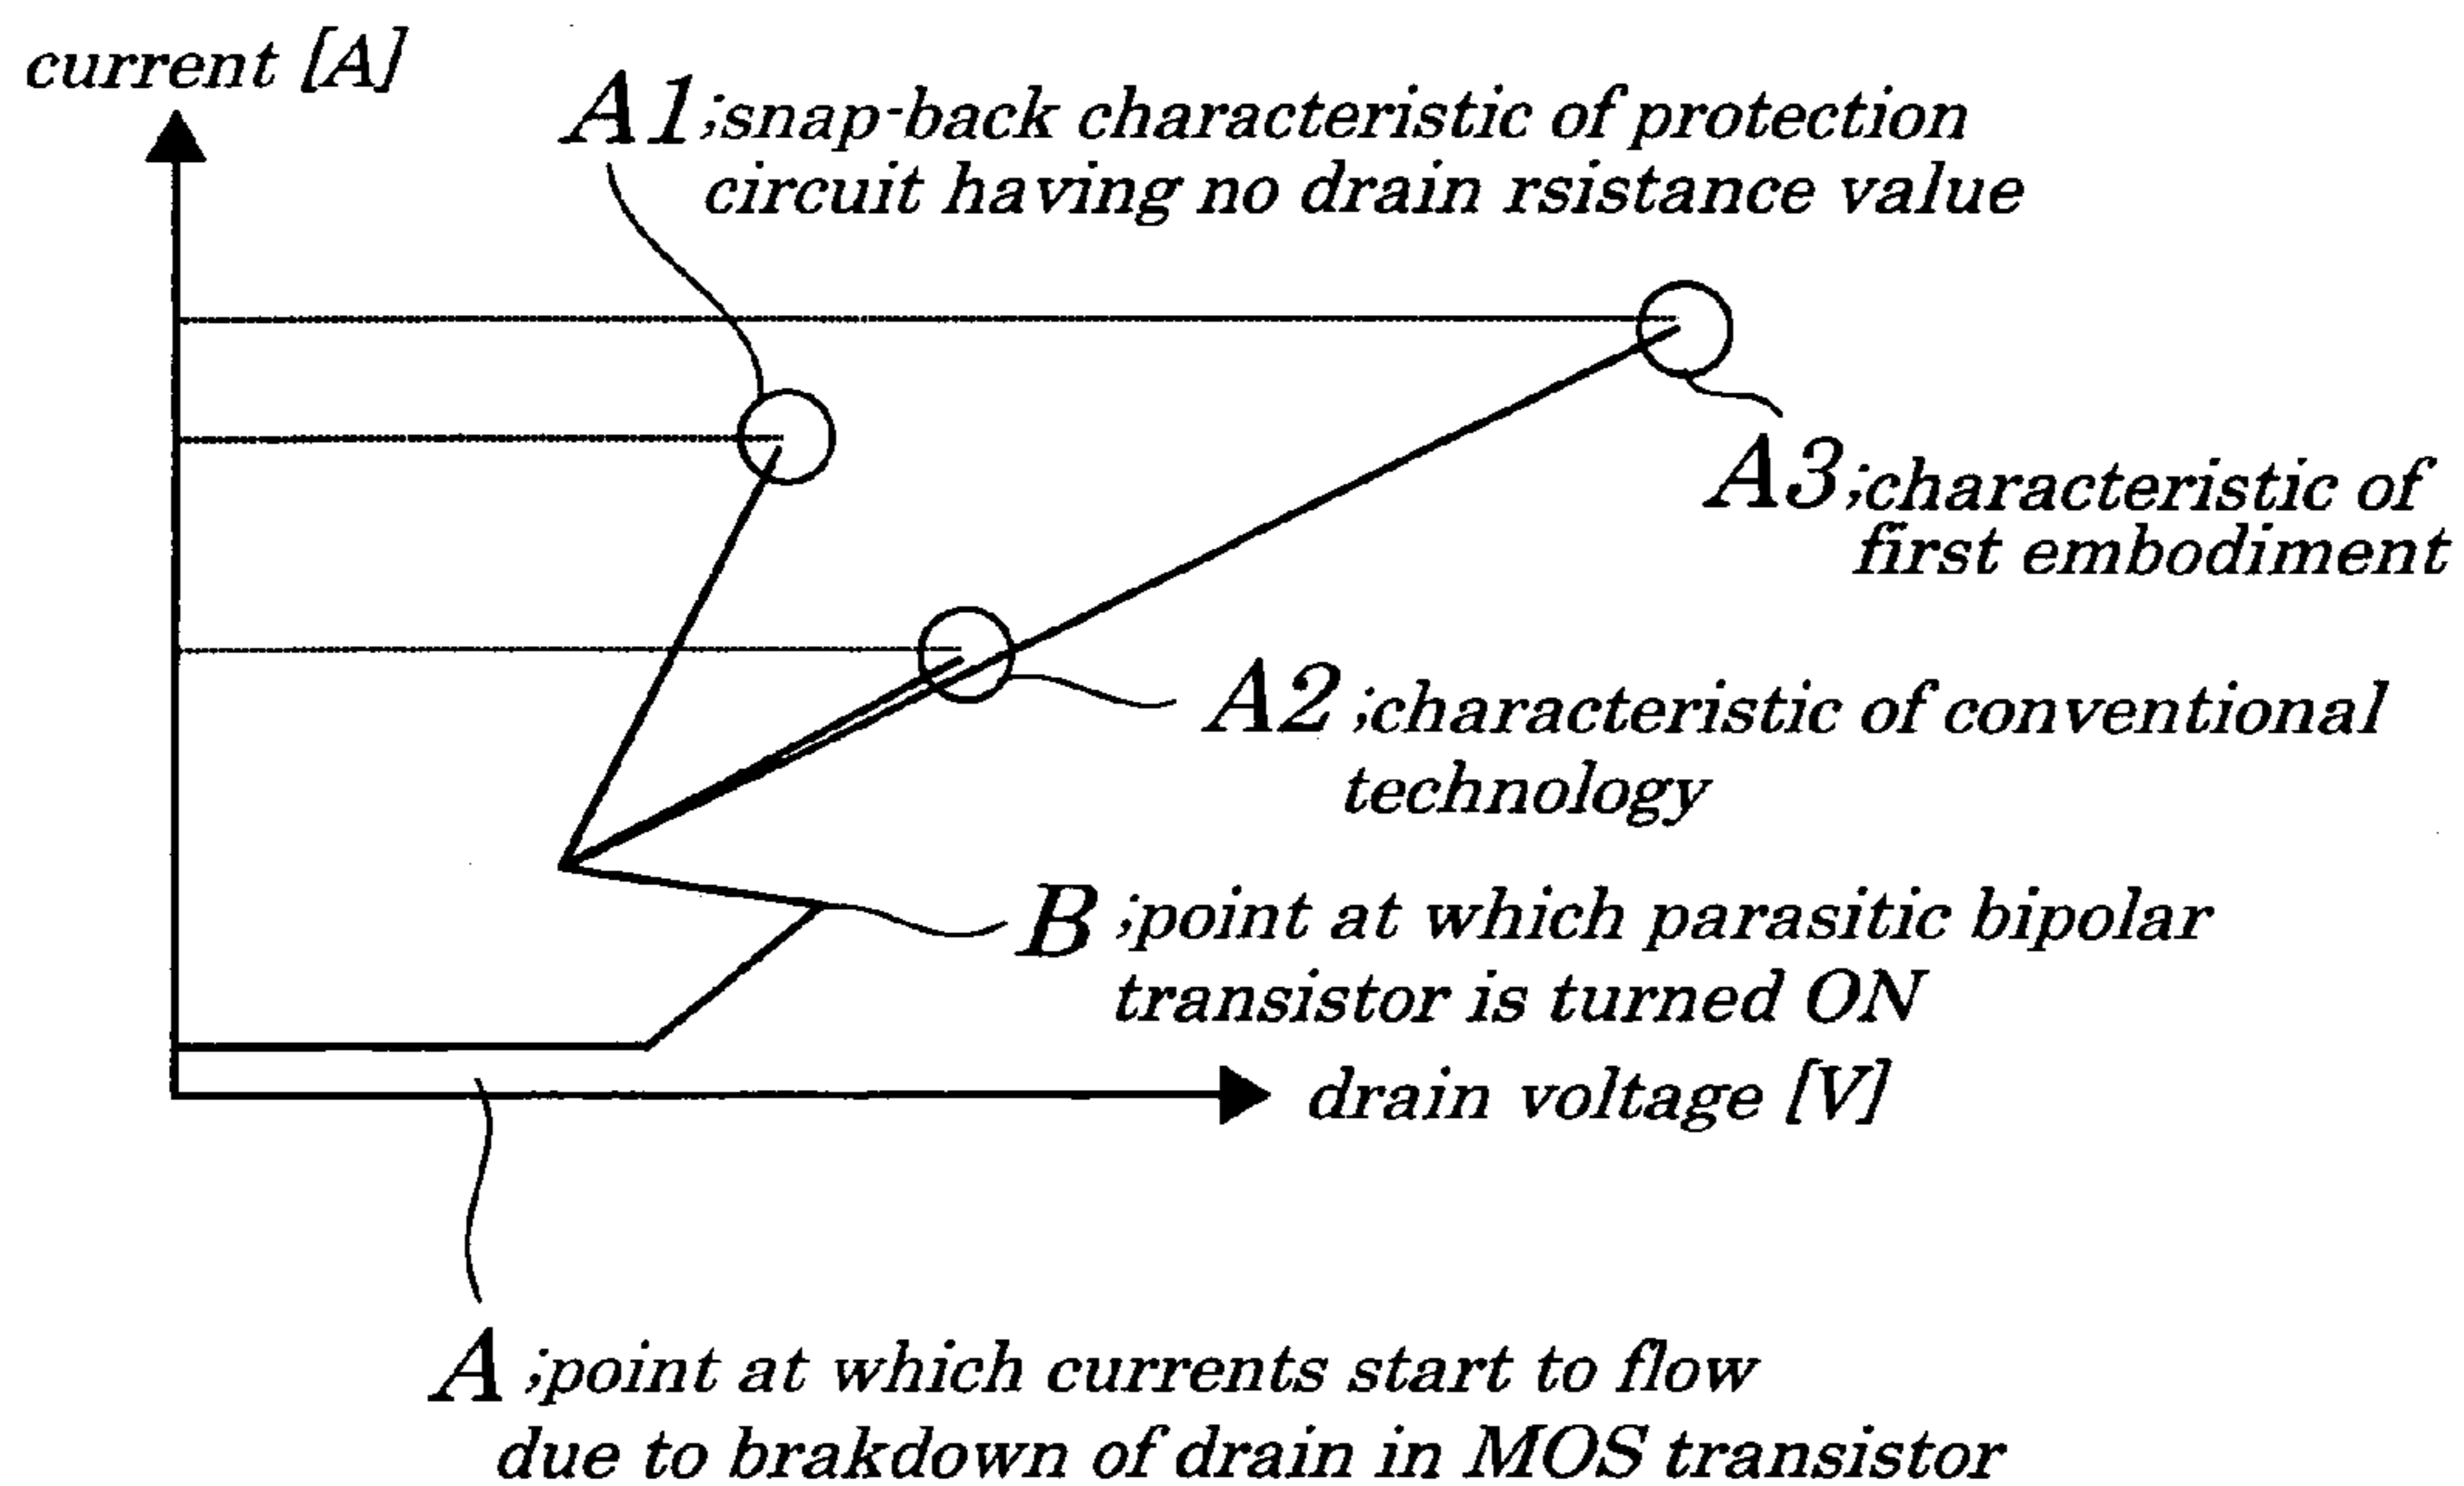 current [A]
A1;snap-back characteristic of protection
circuit having no drain rsistance value
A3;characteristic of
first embodiment
A2;characteristic of conventional
technology
B;point at which parasitic bipolar
transistor is turned ON
drain voltage [V]
A;point at which currents start to flow
due to brakdown of drain in MOS transistor